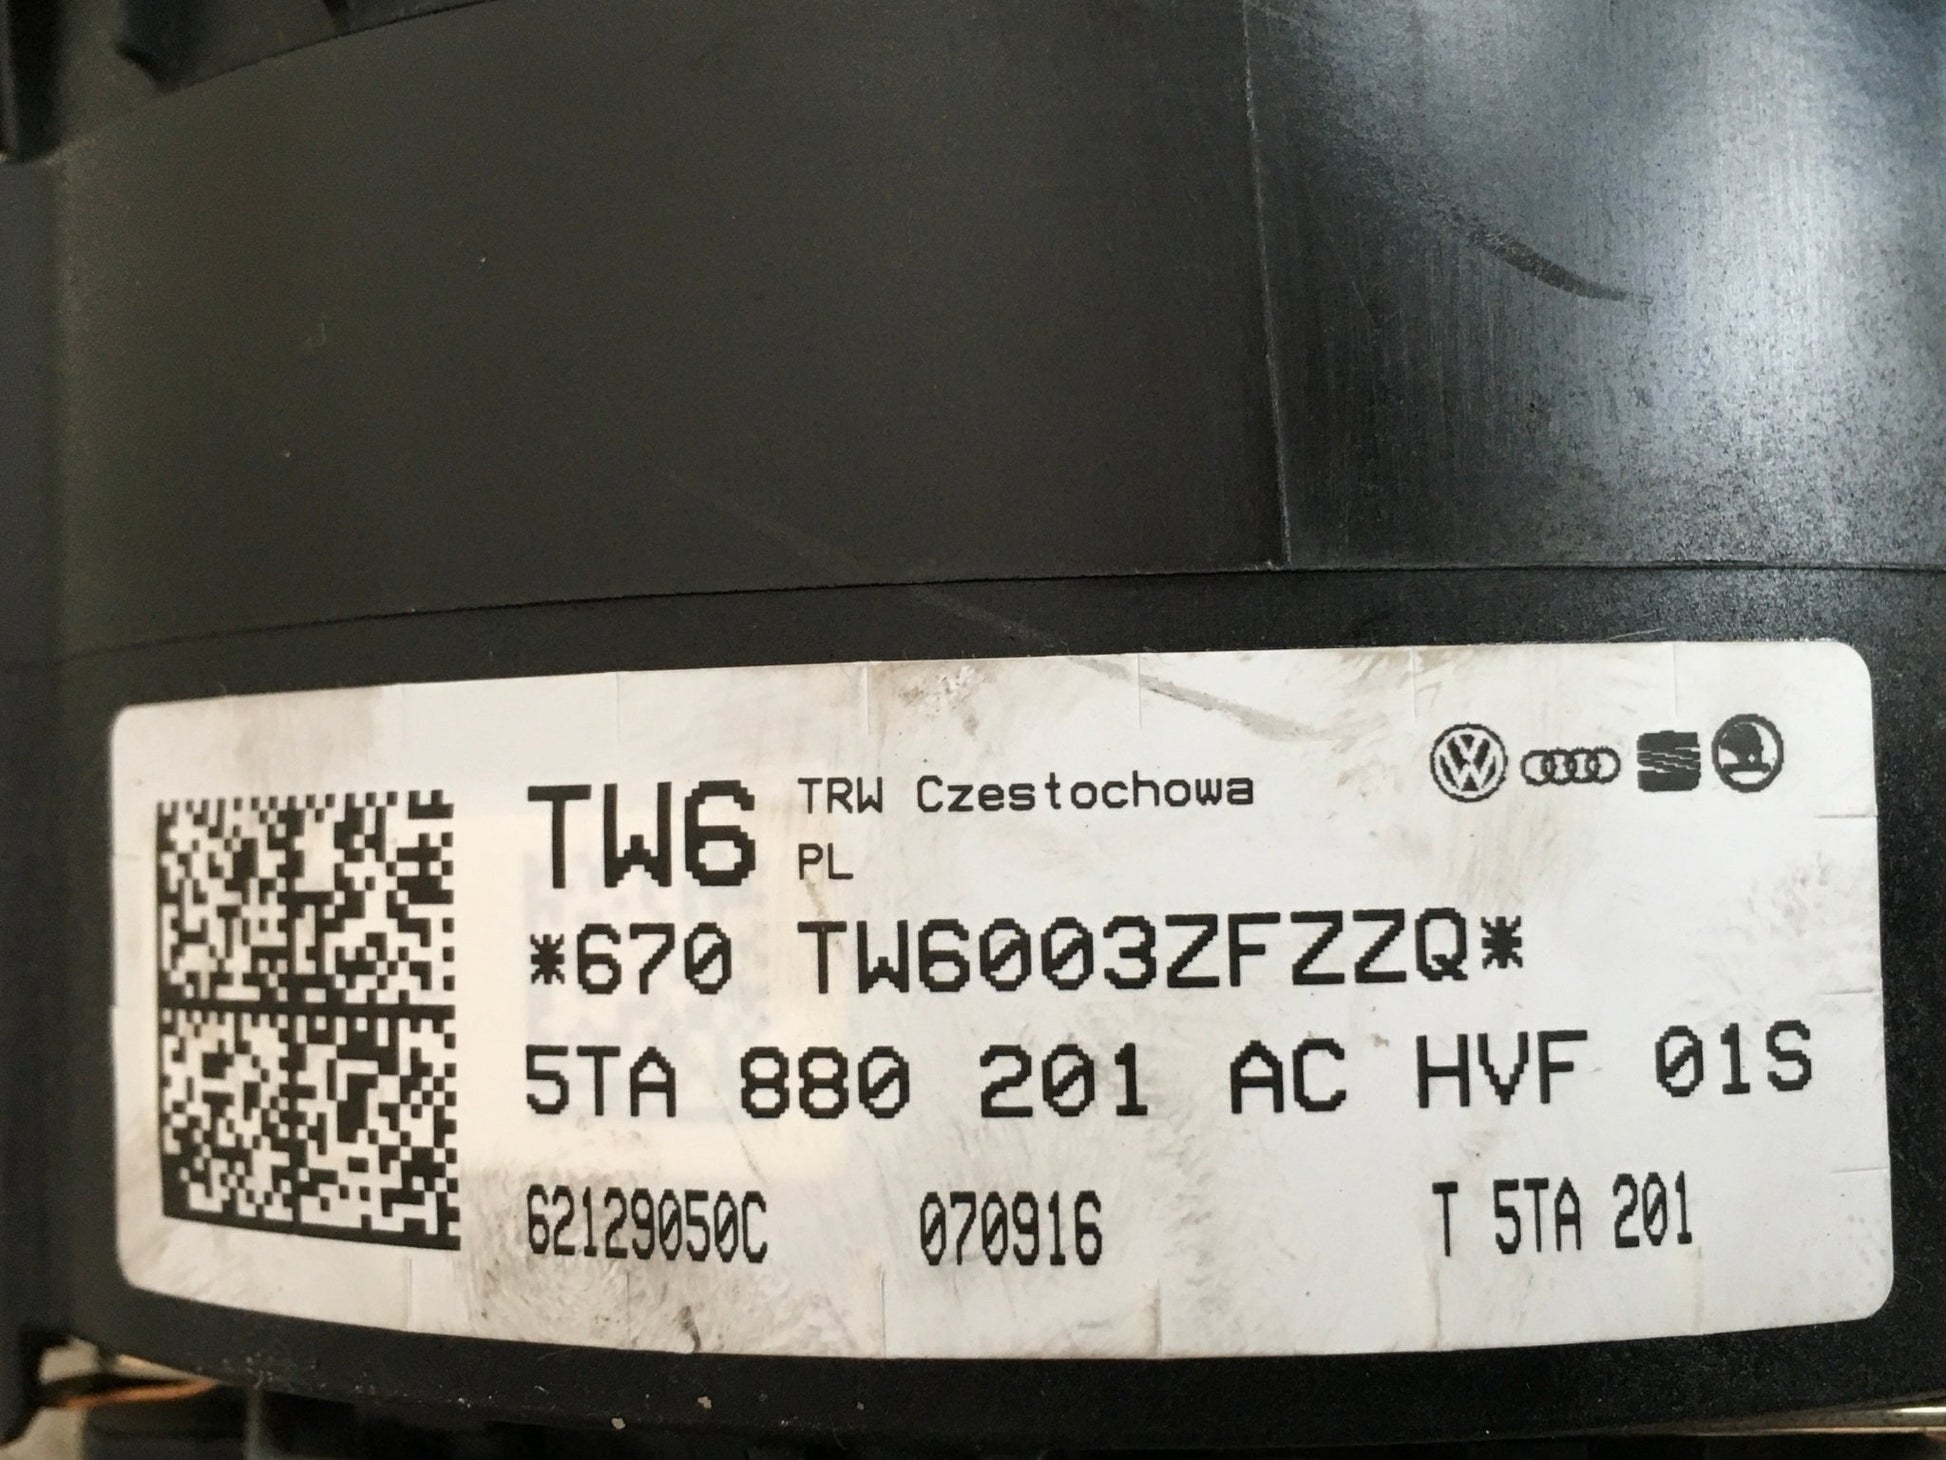 TW6 TRW Czestochowa
PL
*670 TW6003ZFZZQ*
5TA 880 201 AC HVF 01S
62129050C 070916 T 5TA 201